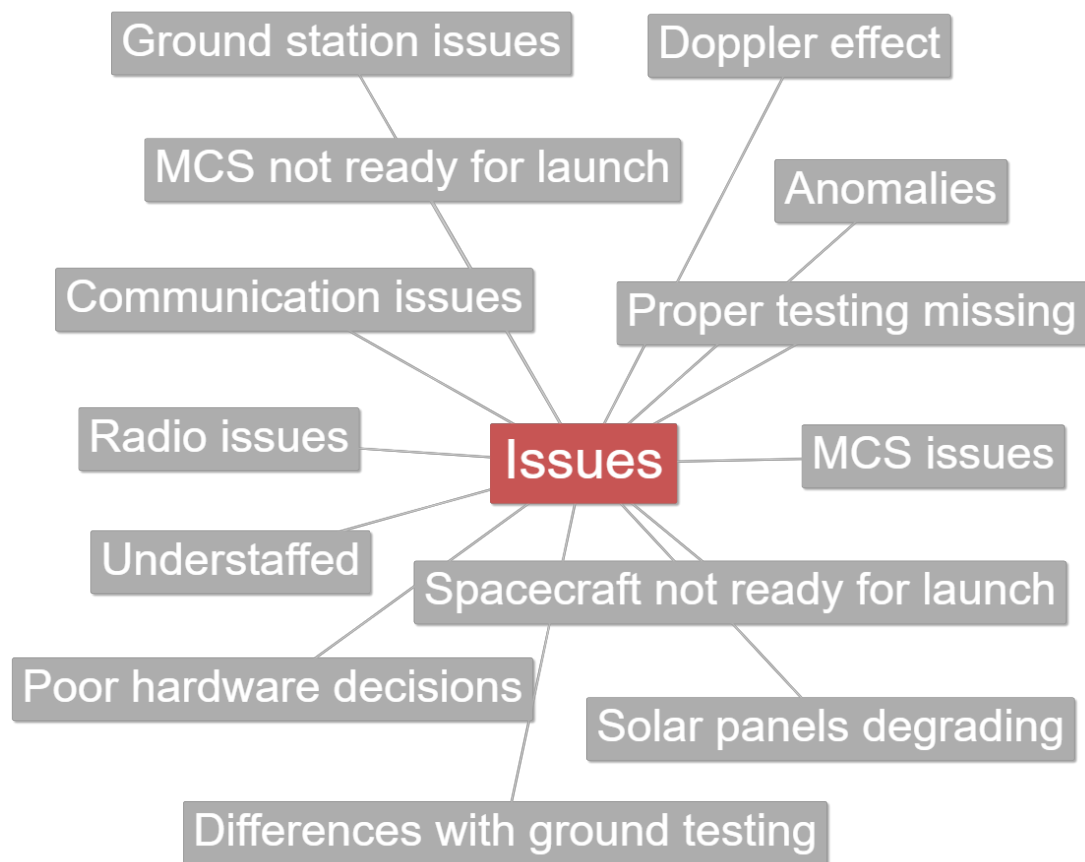 Ground station issues
Doppler effect
MCS not ready for launch
Anomalies
Communication issues
Proper testing missing
Radio issues
Issues
MCS issues
Understaffed
Spacecraft not ready for launch
Poor hardware decisions
Solar panels degrading
Differences with ground testing